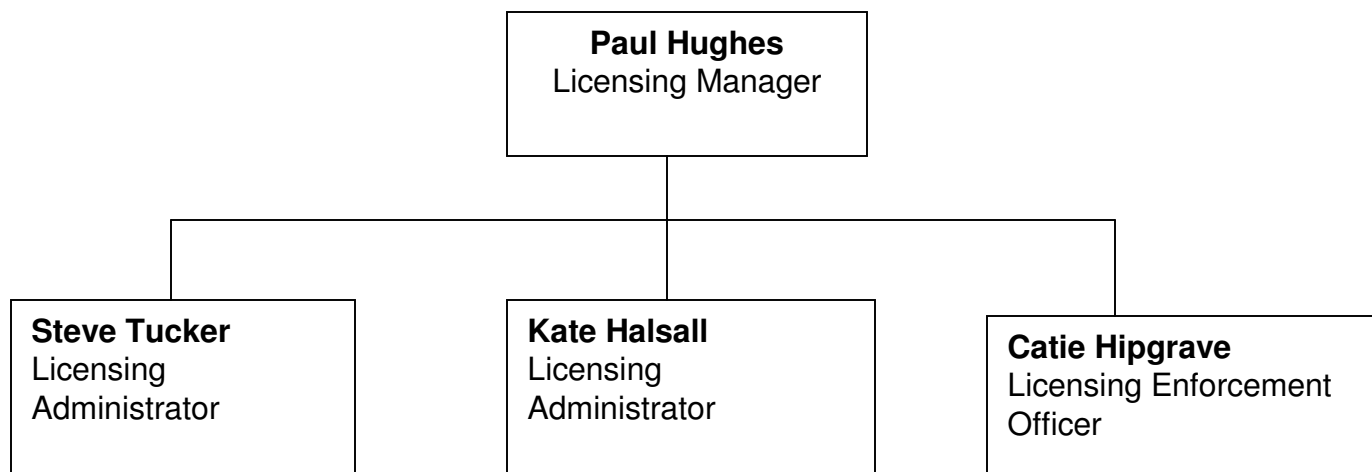 Paul Hughes
Licensing Manager
Steve Tucker
Licensing
Administrator
Kate Halsall
Licensing
Administrator
Catie Hipgrave
Licensing Enforcement
Officer